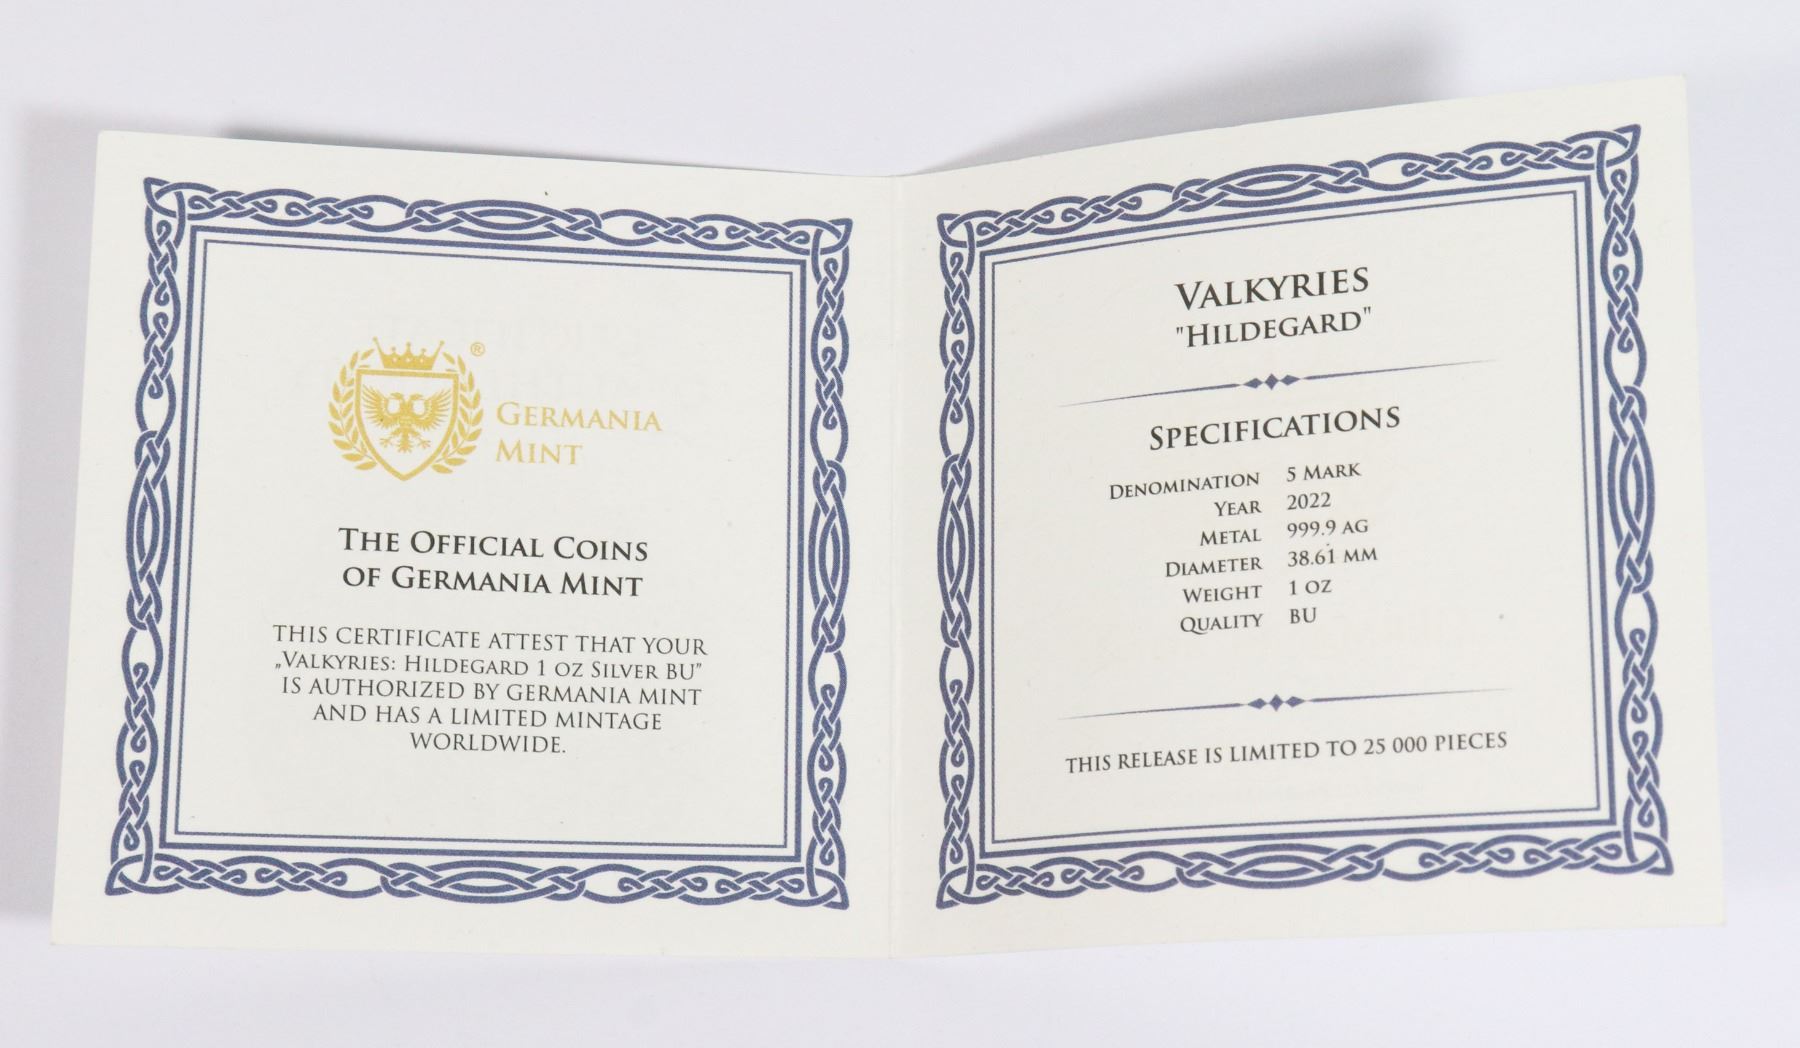 ®
GERMANIA
MINT
THE OFFICIAL COINS
OF GERMANIA MINT
THIS CERTIFICATE ATTEST THAT YOUR
„VALKYRIES: HILDEGARD 1 OZ SILVER BU”
IS AUTHORIZED BY GERMANIA MINT
AND HAS A LIMITED MINTAGE
WORLDWIDE.
VALKYRIES
"HILDEGARD"
SPECIFICATIONS
DENOMINATION 5 MARK
YEAR 2022
METAL 999.9 AG
DIAMETER 38.61 MM
WEIGHT 1 OZ
QUALITY BU
THIS RELEASE IS LIMITED TO 25 000 PIECES